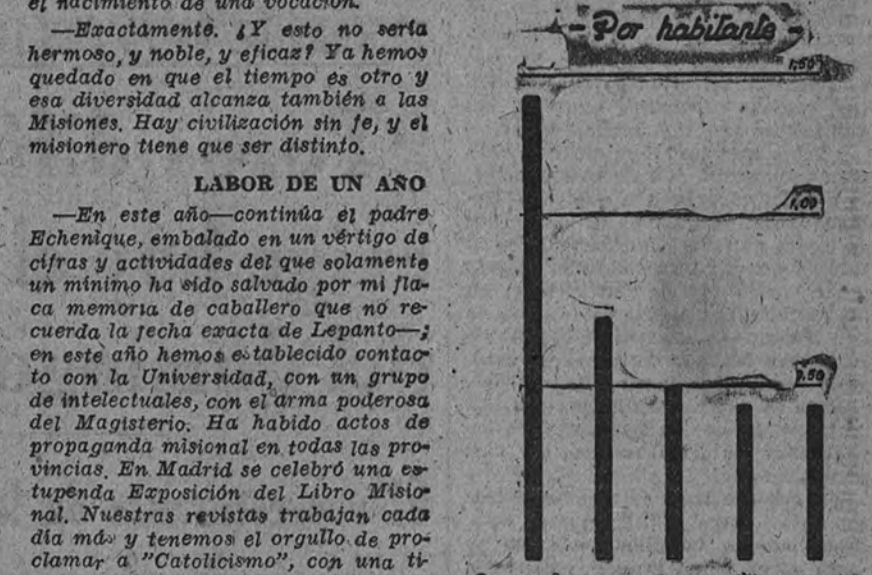 el nacimiento de una vocación.
—Exactamente. ¿Y esto no sería
hermoso, y noble, y eficaz? Ya hemos
quedado en que el tiempo es otro y
esa diversidad alcanza también a las
Misiones. Hay civilización sin fe, y el
misionero tiene que ser distinto.
LABOR DE UN AÑO
—En este año—continúa el padre
Echenique, embalado en un vértigo de
cifras y actividades del que solamente
un mínimo ha sido salvado por mi fla-
ca memoria de caballero que no re-
cuerda la fecha exacta de Lepanto—;
en este año hemos establecido contac-
to con la Universidad, con un grupo
de intelectuales, con el arma poderosa
del Magisterio. Ha habido actos de
propaganda misional en todas las pro-
vincias. En Madrid se celebró una es-
tupenda Exposición del Libro Misio-
nal. Nuestras revistas trabajan cada
día más y tenemos el orgullo de pro-
clamar a "Catolicismo", con una ti-
- Por habitante -
1,50
1,00
0,50